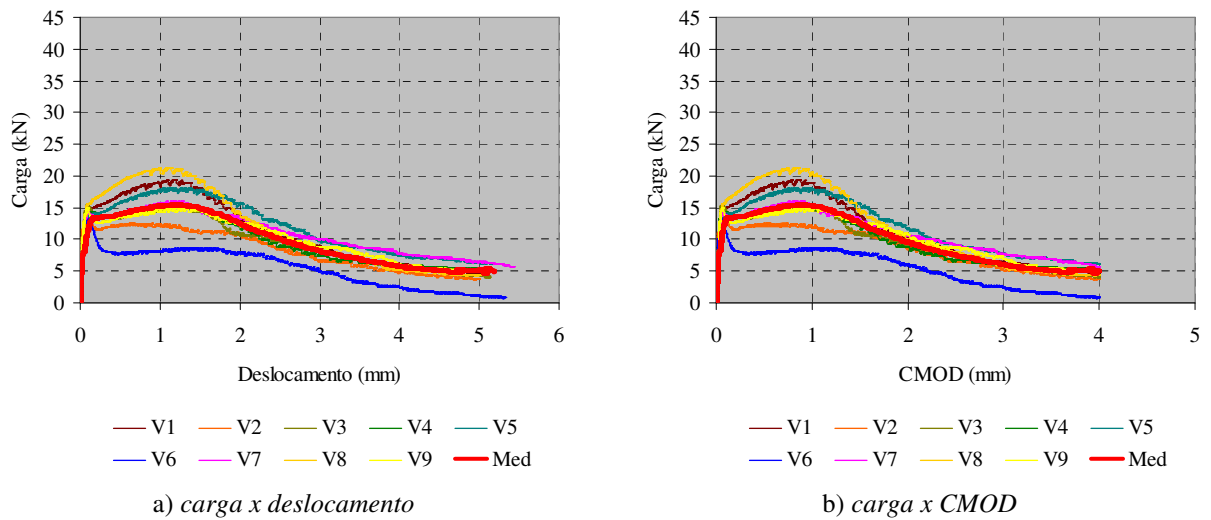 45
40
35
30
25
20
15
10
5
0
Carga (kN)
0 1 2 3 4 5 6
Deslocamento (mm)
V1 V2 V3 V4 V5
V6 V7 V8 V9 Med
a) carga x deslocamento
45
40
35
30
25
20
15
10
5
0
Carga (kN)
0 1 2 3 4 5
CMOD (mm)
V1 V2 V3 V4 V5
V6 V7 V8 V9 Med
b) carga x CMOD